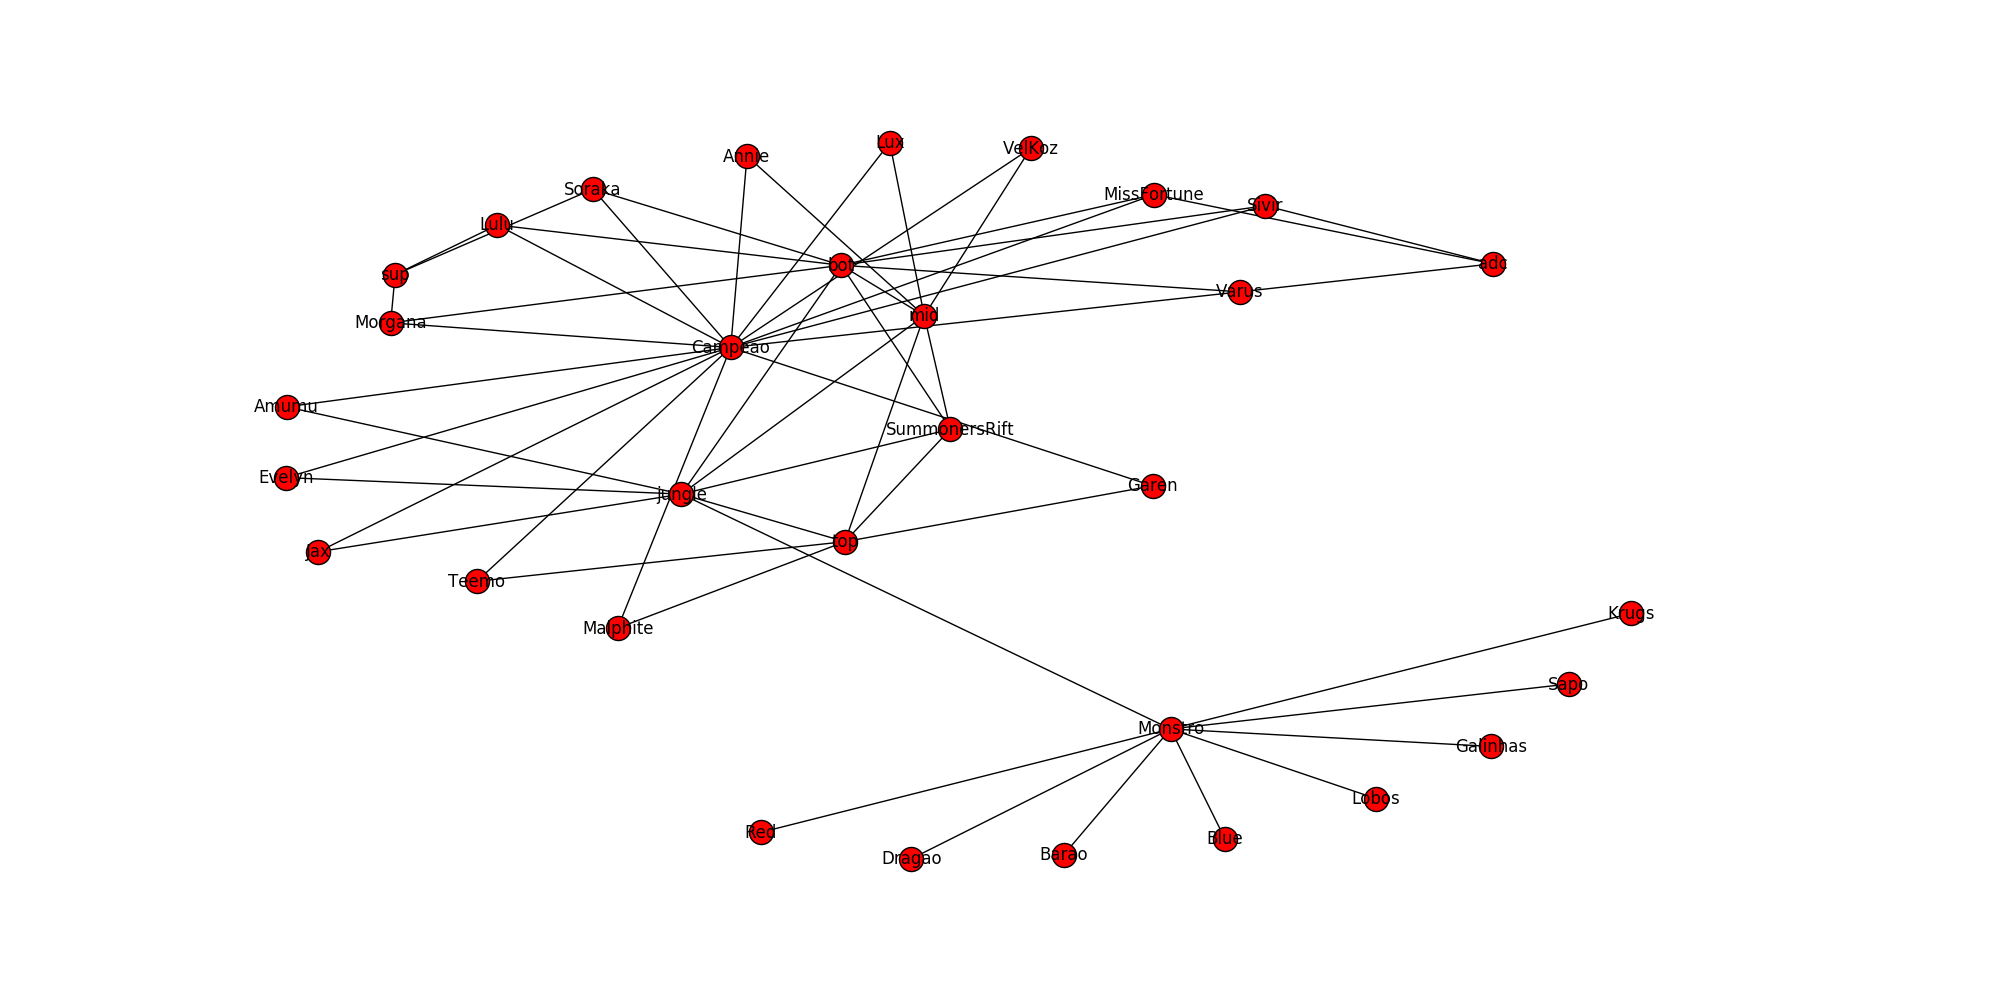 Lux
VelKoz
Annie
Soraka
MissFortune
Sivir
Lulu
adc
bot
sup
Varus
mid
Morgana
Campeao
Amumu
SummonersRift
Evelyn
Garen
jungle
top
Jax
Teemo
Krugs
Malphite
Sapo
Monstro
Galinhas
Lobos
Red
Blue
Barao
Dragao